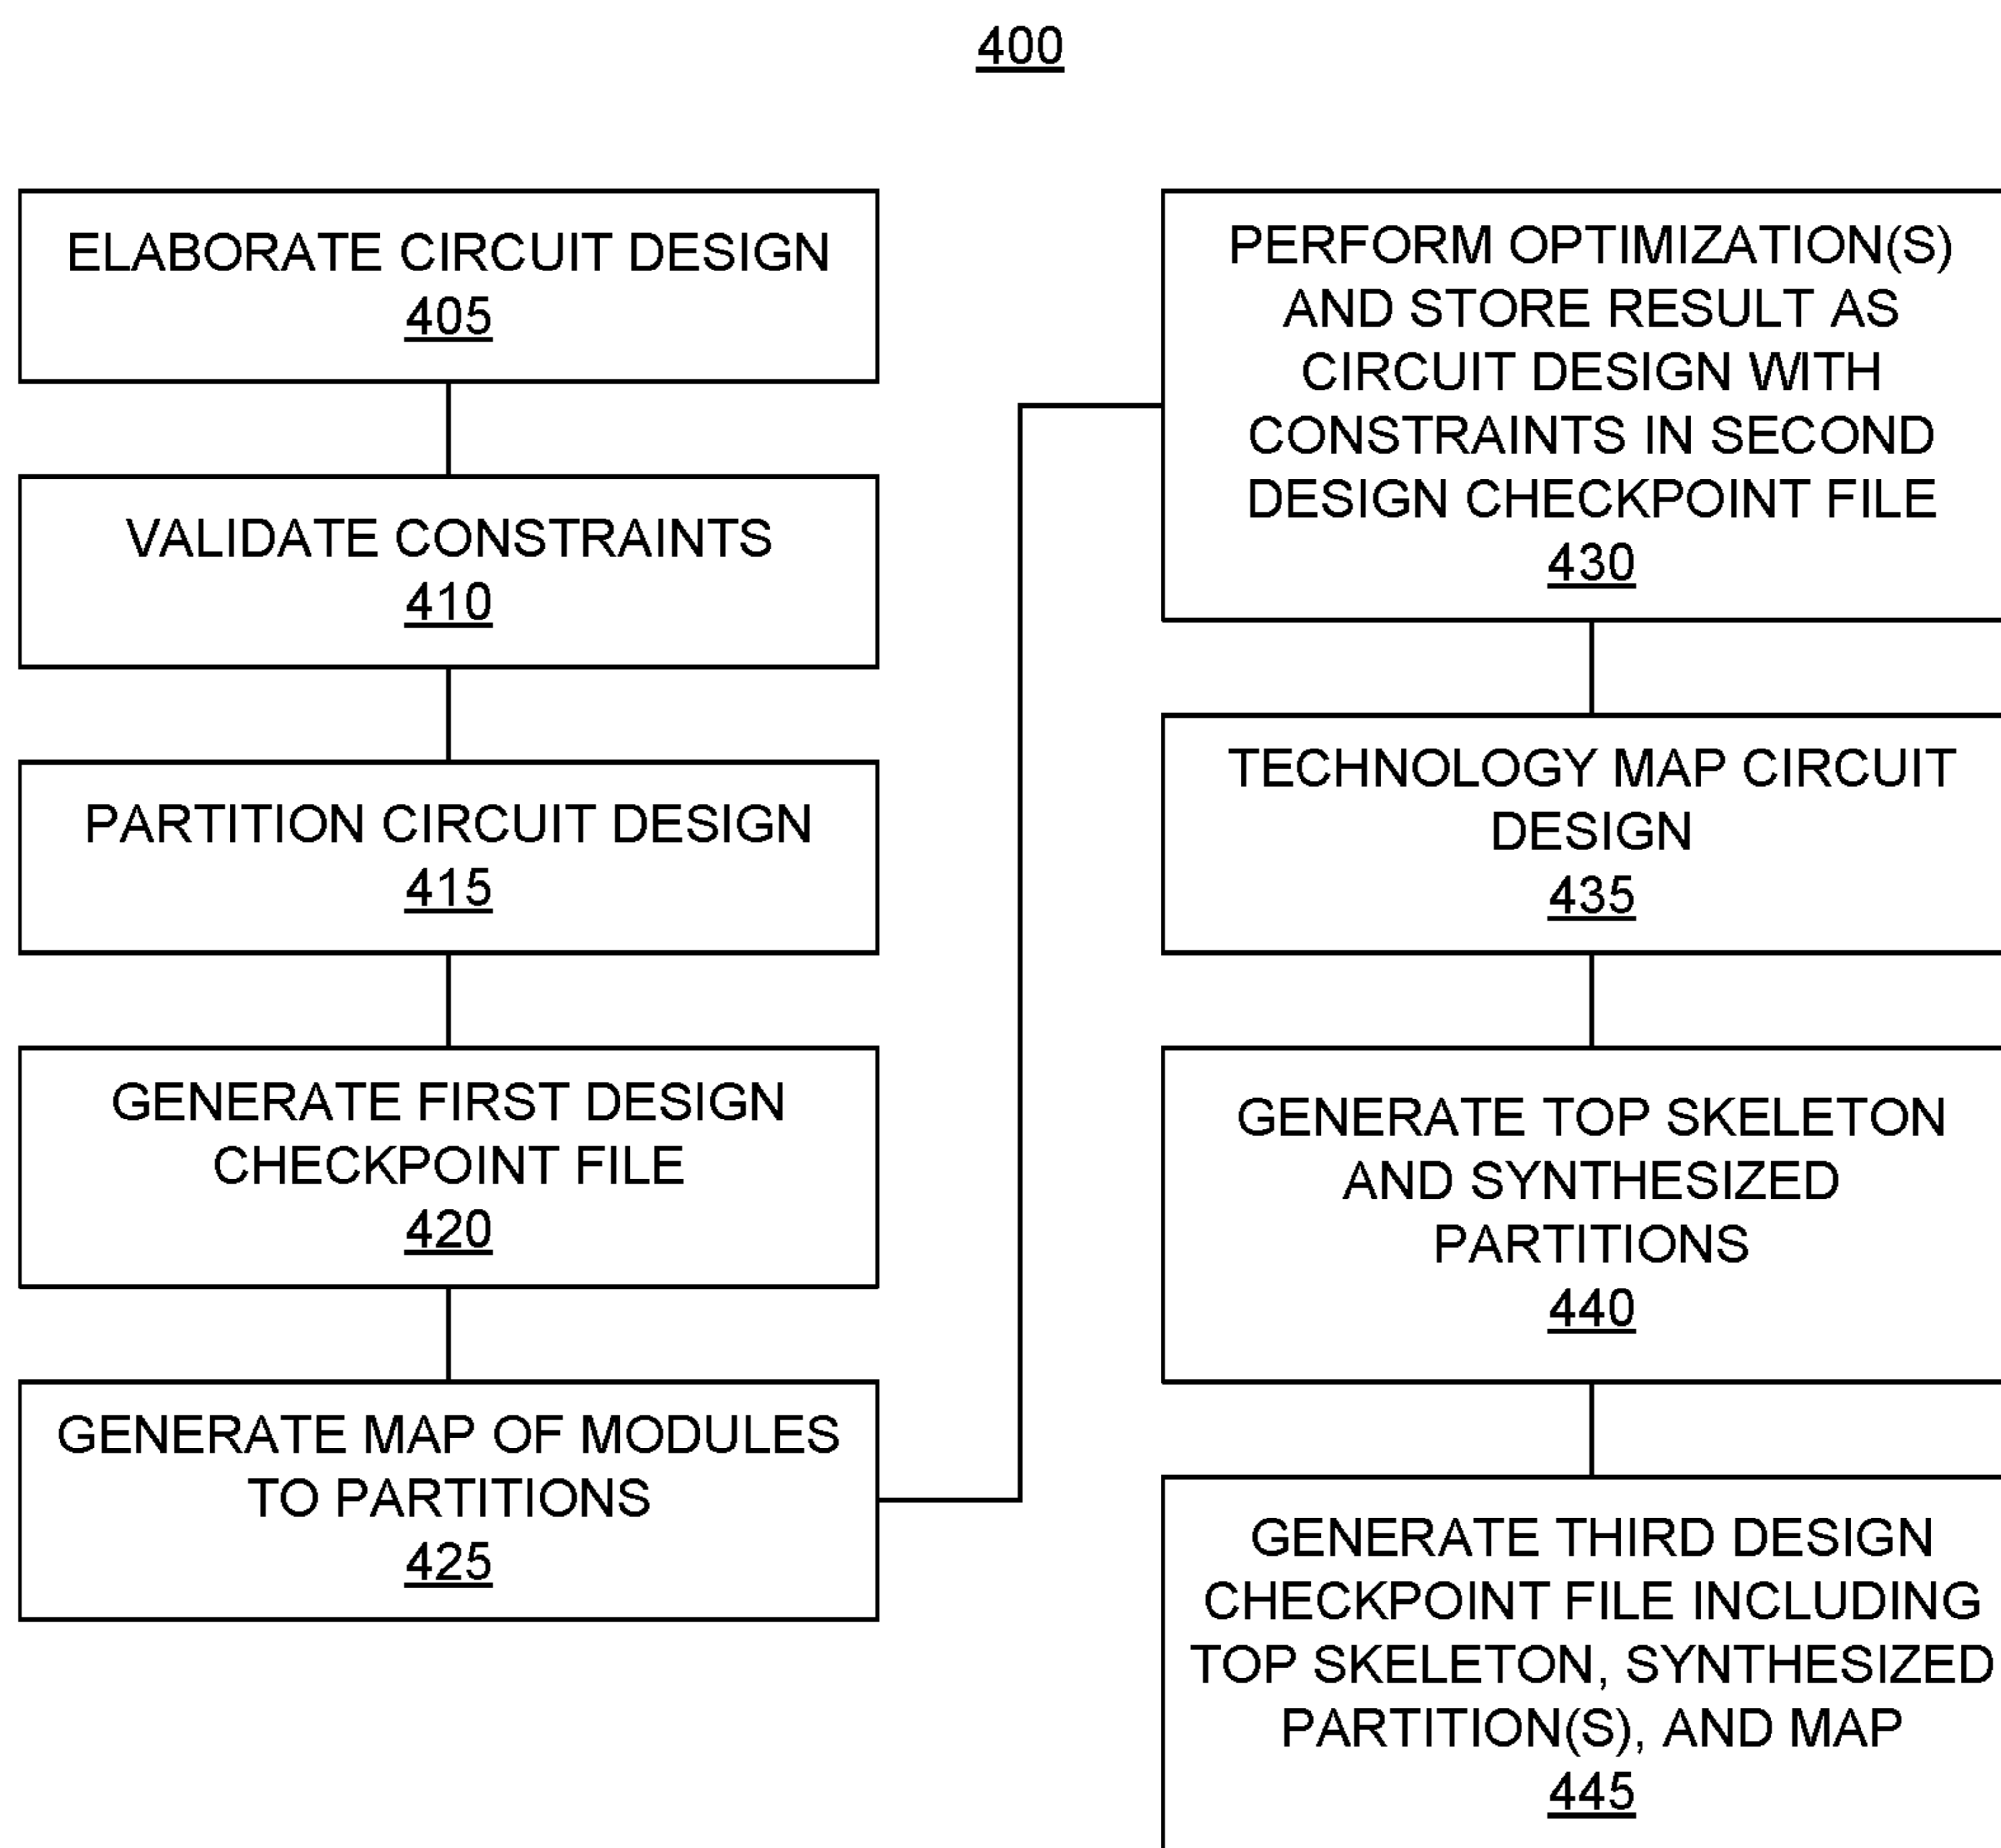 400
ELABORATE CIRCUIT DESIGN
405
VALIDATE CONSTRAINTS
410
PARTITION CIRCUIT DESIGN
415
GENERATE FIRST DESIGN
CHECKPOINT FILE
420
GENERATE MAP OF MODULES
TO PARTITIONS
425
PERFORM OPTIMIZATION(S)
AND STORE RESULT AS
CIRCUIT DESIGN WITH
CONSTRAINTS IN SECOND
DESIGN CHECKPOINT FILE
430
TECHNOLOGY MAP CIRCUIT
DESIGN
435
GENERATE TOP SKELETON
AND SYNTHESIZED
PARTITIONS
440
GENERATE THIRD DESIGN
CHECKPOINT FILE INCLUDING
TOP SKELETON, SYNTHESIZED
PARTITION(S), AND MAP
445